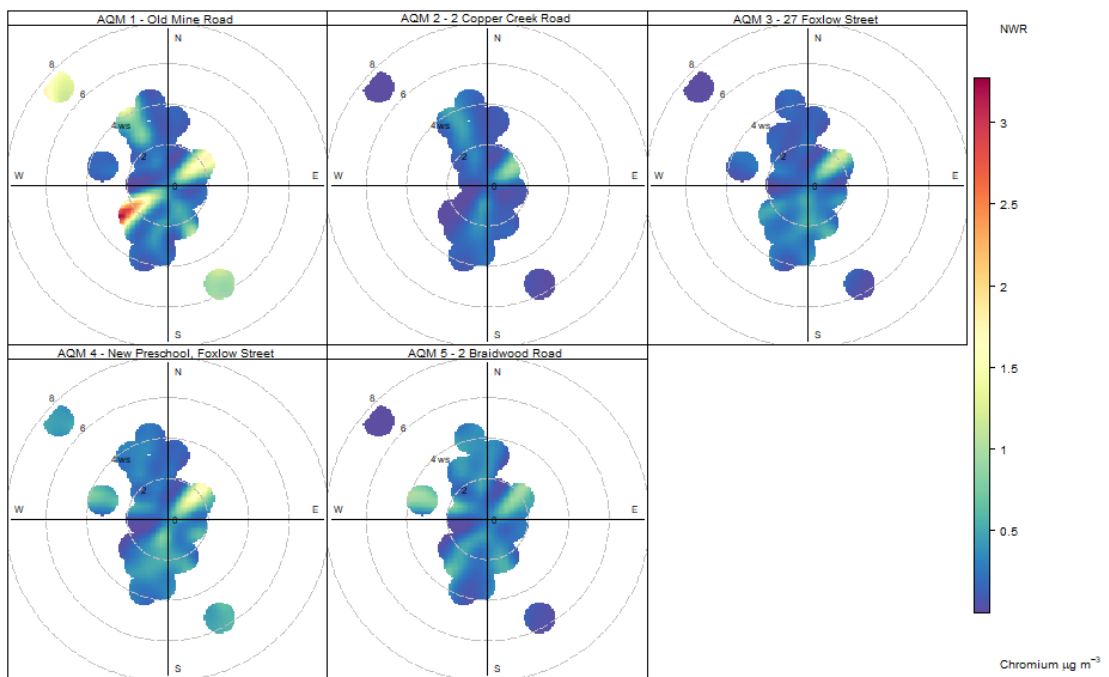 AQM 1 - Old Mine Road
AQM 2 - 2 Copper Creek Road
AQM 3 - 27 Foxlow Street
NWR
N
8
6
4 ws
2
0
W
E
S
N
8
6
4 ws
2
0
W
E
S
N
8
6
4 ws
2
0
W
E
S
3
2.5
2
1.5
1
0.5
AQM 4 - New Preschool, Foxlow Street
AQM 5 - 2 Braidwood Road
N
8
6
4 ws
2
0
W
E
S
N
8
6
4 ws
2
0
W
E
S
Chromium µg m⁻³